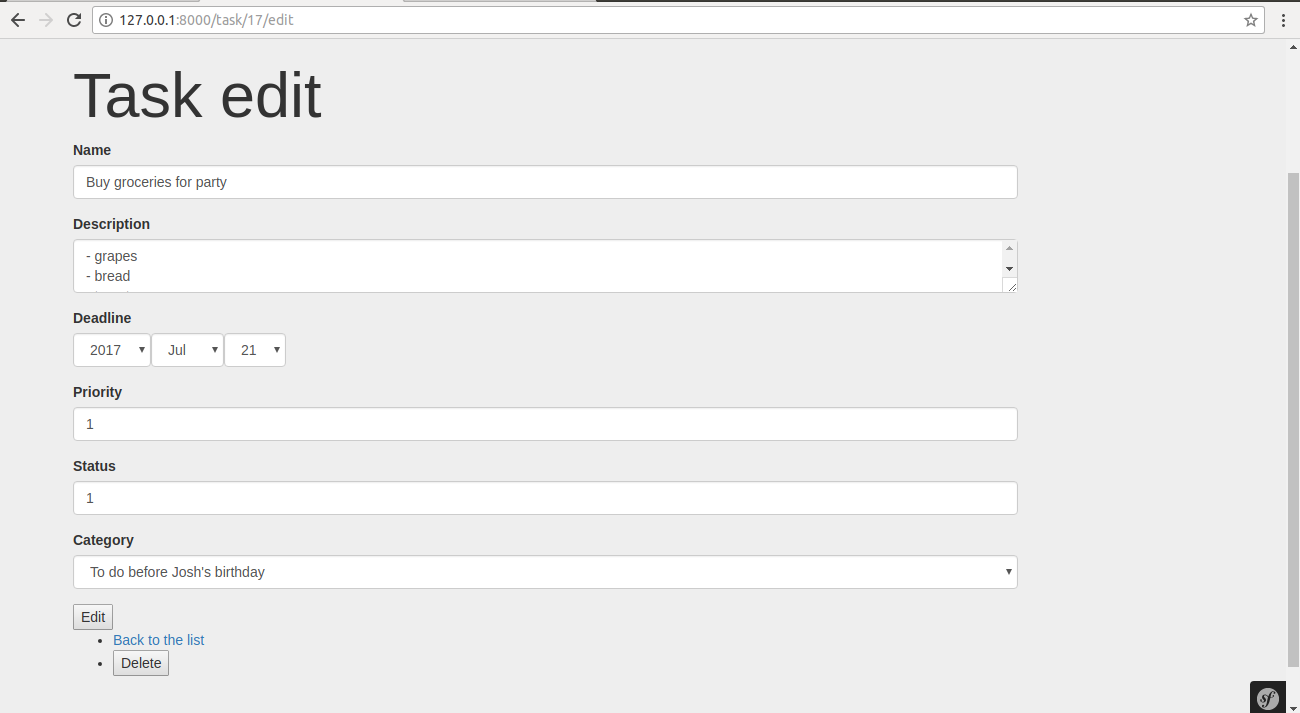 127.0.0.1:8000/task/17/edit
Task edit
Name
Buy groceries for party
Description
- grapes
- bread
Deadline
2017 Jul 21
Priority
1
Status
1
Category
To do before Josh's birthday
Edit
Back to the list
Delete
sf